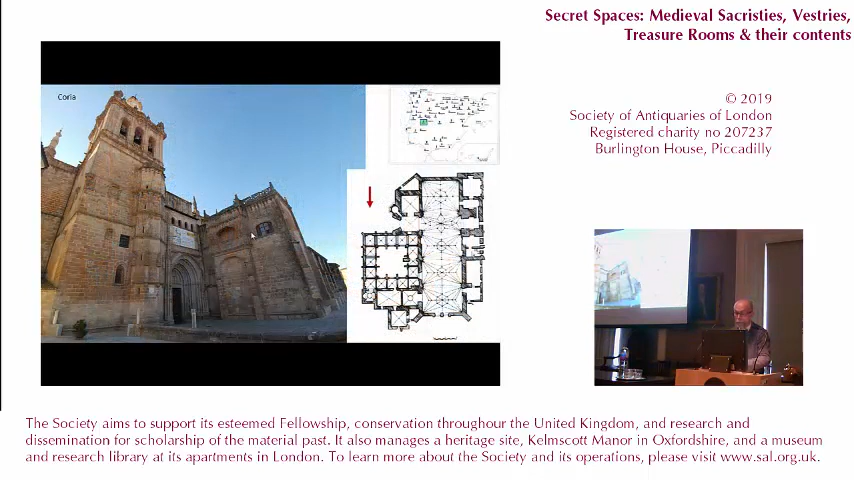 Secret Spaces: Medieval Sacristies, Vestries,
Treasure Rooms & their contents
Coria
© 2019
Society of Antiquaries of London
Registered charity no 207237
Burlington House, Piccadilly
The Society aims to support its esteemed Fellowship, conservation throughour the United Kingdom, and research and
dissemination for scholarship of the material past. It also manages a heritage site, Kelmscott Manor in Oxfordshire, and a museum
and research library at its apartments in London. To learn more about the Society and its operations, please visit www.sal.org.uk.